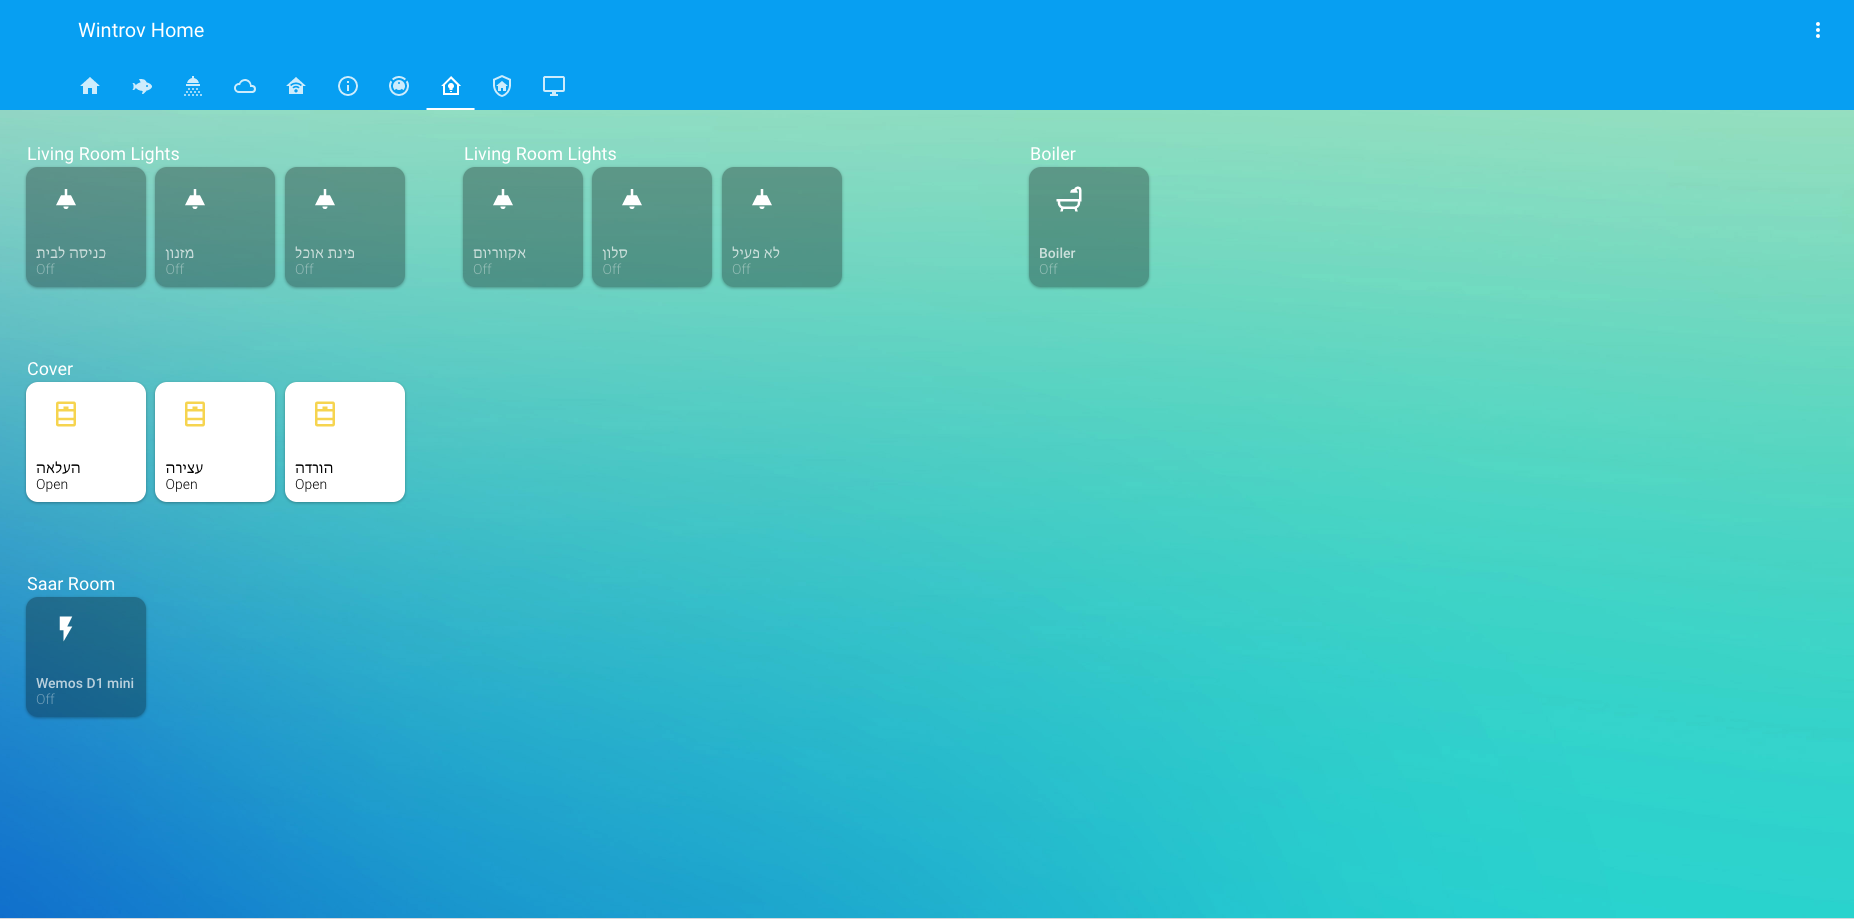 Wintrov Home
Living Room Lights
כניסה לבית
Off
מזנון
Off
פינת אוכל
Off
Living Room Lights
אקווריום
Off
סלון
Off
לא פעיל
Off
Boiler
Boiler
Off
Cover
העלאה
Open
עצירה
Open
הורדה
Open
Saar Room
Wemos D1 mini
Off